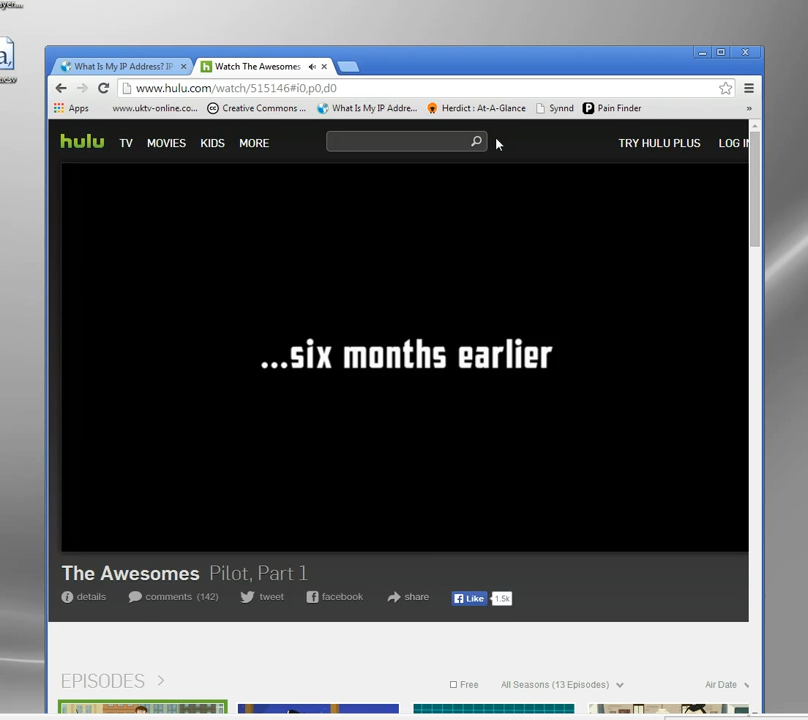 What Is My IP Address? IP
Watch The Awesomes
www.hulu.com/watch/515146#i0,p0,d0
Apps
www.uktv-online.co...
Creative Commons ...
What Is My IP Addre...
Herdict : At-A-Glance
Synnd
Pain Finder
hulu
TV
MOVIES
KIDS
MORE
TRY HULU PLUS
LOG IN
...six months earlier
The Awesomes Pilot, Part 1
details
comments (142)
tweet
facebook
share
Like
1.5k
EPISODES >
Free
All Seasons (13 Episodes)
Air Date